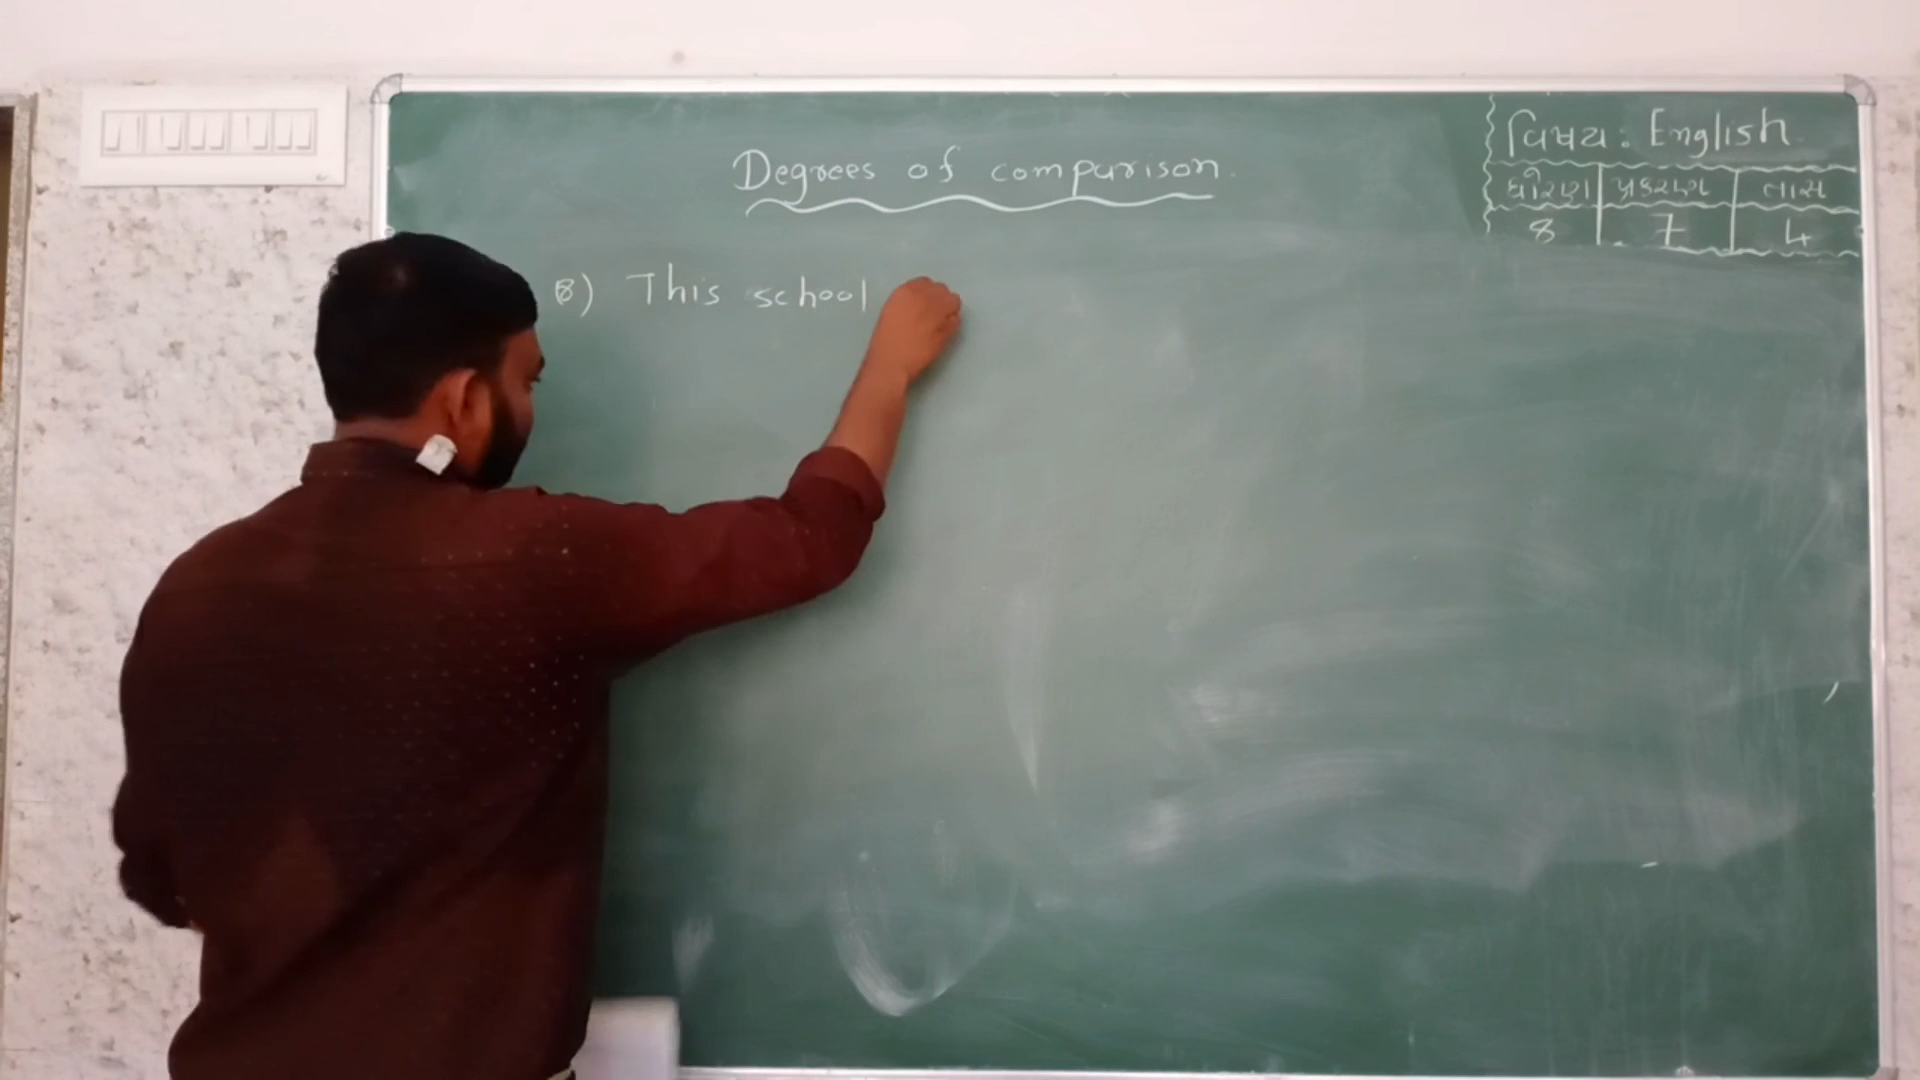 Degrees of comparison.
8) This school
વિષય: English
ધોરણ પ્રકરણ તાસ
8 7 4